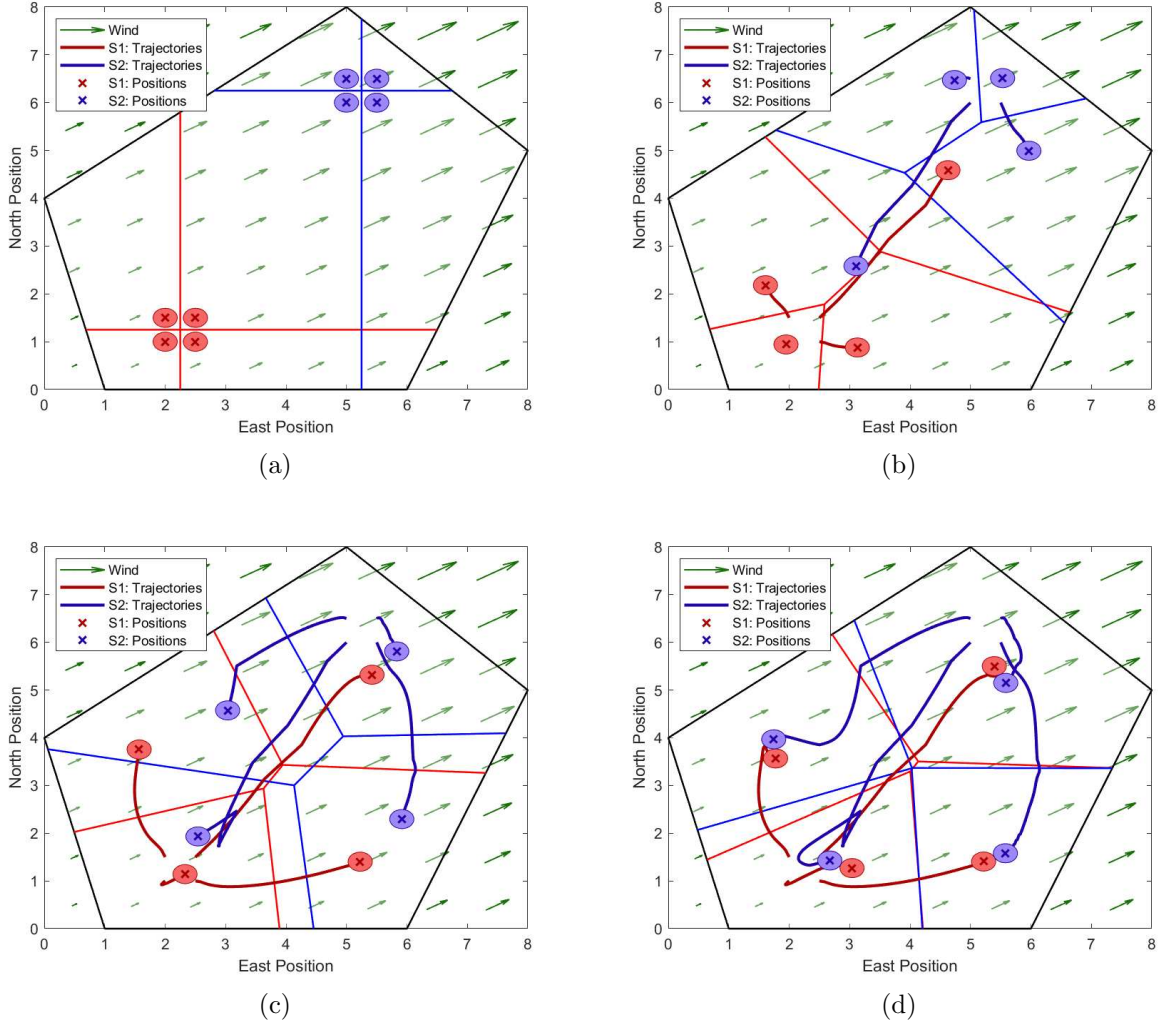 8
7
6
5
4
3
2
1
0
North Position
Wind
S1: Trajectories
S2: Trajectories
S1: Positions
S2: Positions
0 1 2 3 4 5 6 7 8
East Position
(a)
8
7
6
5
4
3
2
1
0
North Position
Wind
S1: Trajectories
S2: Trajectories
S1: Positions
S2: Positions
0 1 2 3 4 5 6 7 8
East Position
(b)
8
7
6
5
4
3
2
1
0
North Position
Wind
S1: Trajectories
S2: Trajectories
S1: Positions
S2: Positions
0 1 2 3 4 5 6 7 8
East Position
(c)
8
7
6
5
4
3
2
1
0
North Position
Wind
S1: Trajectories
S2: Trajectories
S1: Positions
S2: Positions
0 1 2 3 4 5 6 7 8
East Position
(d)